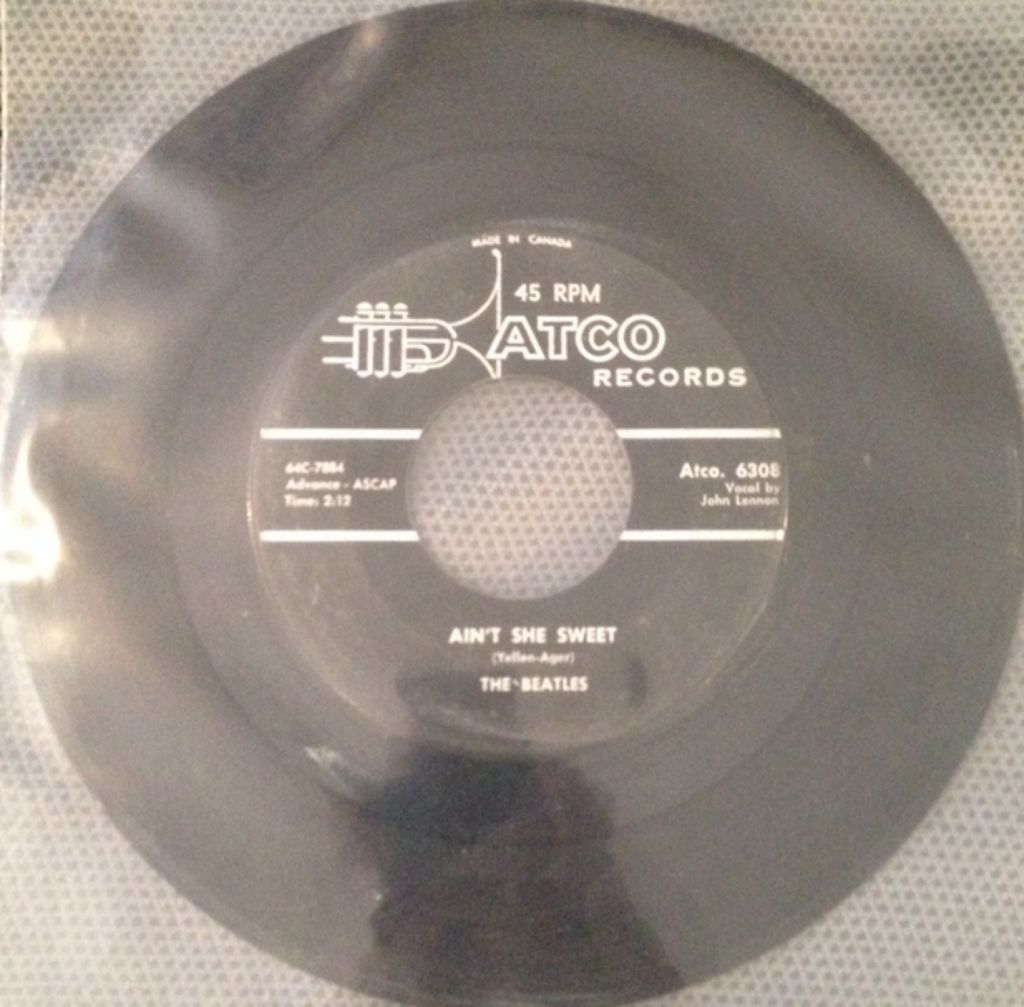 MADE IN CANADA
45 RPM
ATCO
RECORDS
64C-7884
Advance - ASCAP
Time: 2:12
Atco. 6308
Vocal by
John Lennon
AIN'T SHE SWEET
(Yellen-Ager)
THE BEATLES